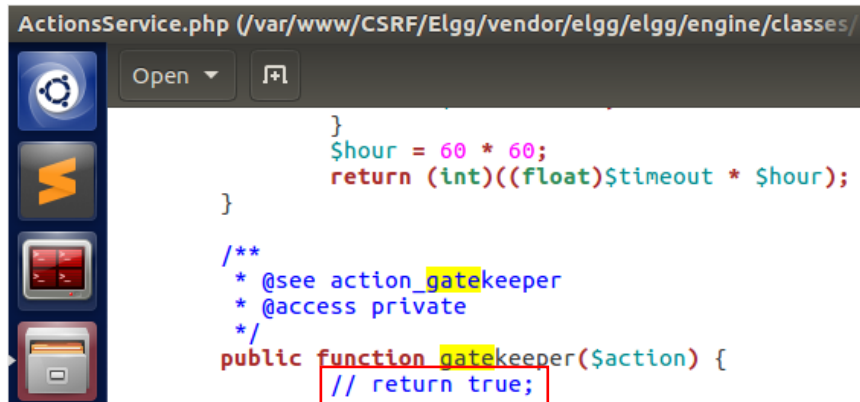 ActionsService.php (/var/www/CSRF/Elgg/vendor/elgg/elgg/engine/classes/
Open
}
$hour = 60 * 60;
return (int)((float)$timeout * $hour);
}
/**
* @see action_gatekeeper
* @access private
*/
public function gatekeeper($action) {
// return true;